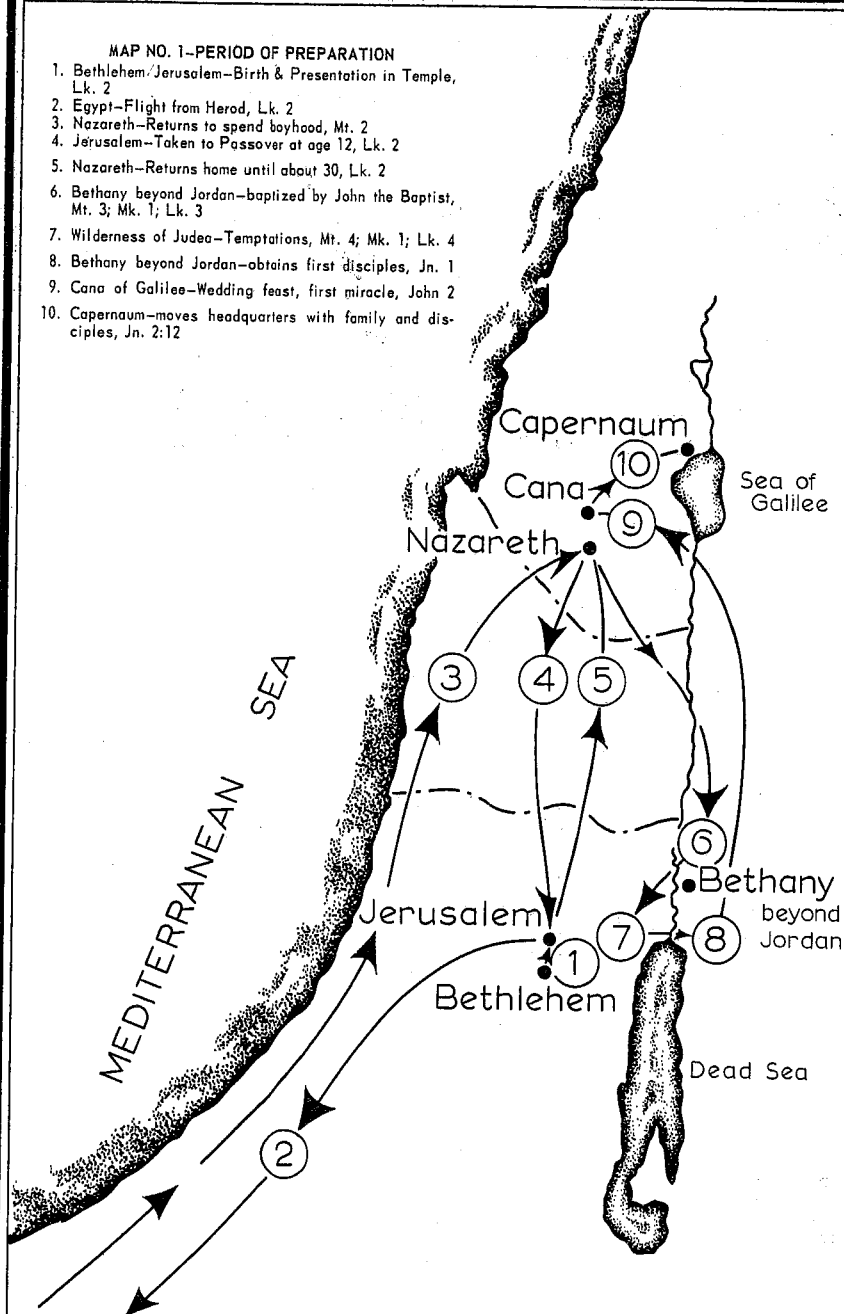 MAP NO. 1–PERIOD OF PREPARATION
1. Bethlehem/Jerusalem–Birth & Presentation in Temple,
Lk. 2
2. Egypt–Flight from Herod, Lk. 2
3. Nazareth–Returns to spend boyhood, Mt. 2
4. Jerusalem–Taken to Passover at age 12, Lk. 2
5. Nazareth–Returns home until about 30, Lk. 2
6. Bethany beyond Jordan–baptized by John the Baptist,
Mt. 3; Mk. 1; Lk. 3
7. Wilderness of Judea–Temptations, Mt. 4; Mk. 1; Lk. 4
8. Bethany beyond Jordan–obtains first disciples, Jn. 1
9. Cana of Galilee–Wedding feast, first miracle, John 2
10. Capernaum–moves headquarters with family and dis-
ciples, Jn. 2:12
Capernaum
10
Cana
Sea of
Galilee
9
Nazareth
3
4
5
MEDITERRANEAN SEA
6
Bethany
beyond
Jordan
Jerusalem
7
8
1
Bethlehem
Dead Sea
2